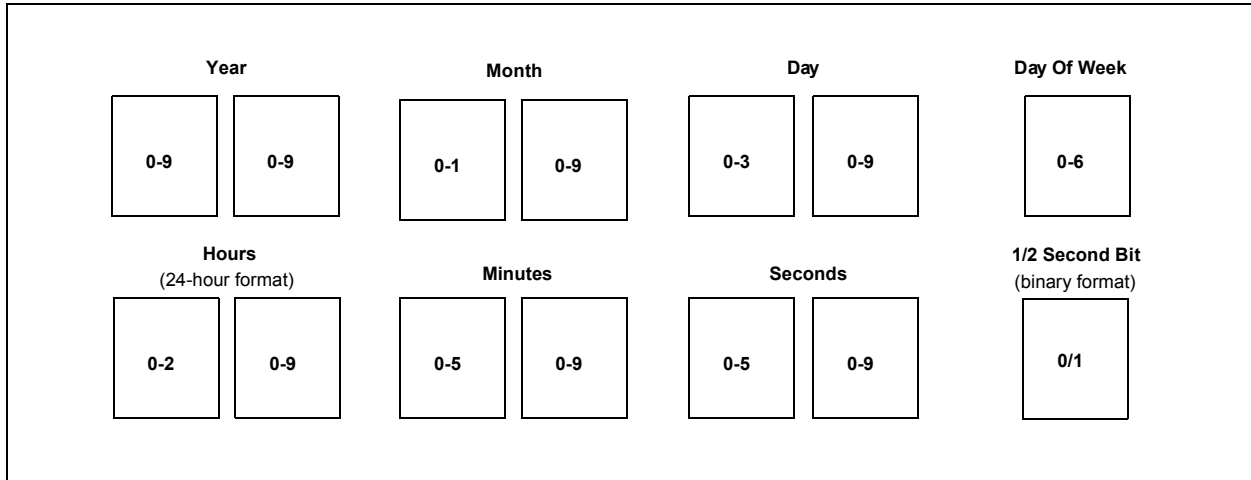 Year Month Day Day Of Week
0-9 0-9 0-1 0-9 0-3 0-9 0-6
Hours Minutes Seconds 1/2 Second Bit
(24-hour format) (binary format)
0-2 0-9 0-5 0-9 0-5 0-9 0/1